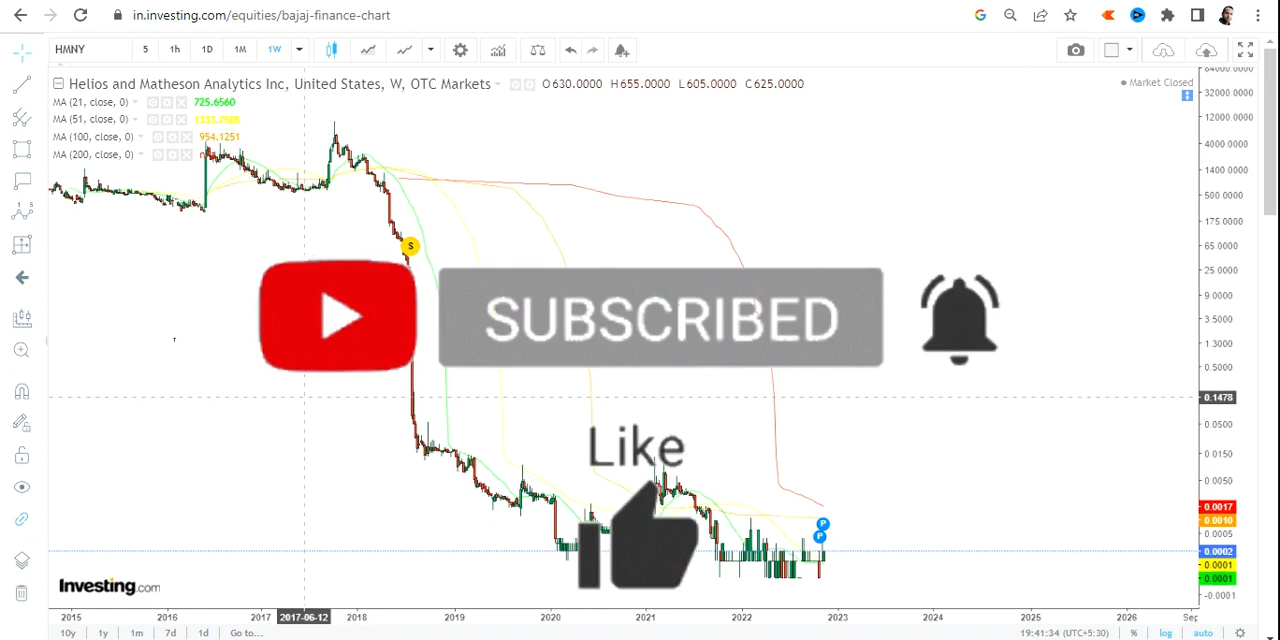 in.investing.com/equities/bajaj-finance-chart
HMNY 5 1h 1D 1M 1W
Helios and Matheson Analytics Inc, United States, W, OTC Markets O630.0000 H655.0000 L605.0000 C625.0000
Market Closed
MA (21, close, 0) 725.6560
MA (51, close, 0)
MA (100, close, 0) 954.1251
MA (200, close, 0)
32000.0000
12000.0000
4000.0000
1400.0000
500.0000
175.0000
65.0000
25.0000
9.0000
3.5000
1.3000
0.5000
0.1478
0.0500
0.0150
0.0050
0.0017
0.0010
0.0005
0.0002
0.0001
0.0001
-0.0001
S
SUBSCRIBED
Like
P
P
Investing.com
2015 2016 2017 2017-06-12 2018 2019 2020 2021 2022 2023 2024 2025 2026 Sep
10y 1y 1m 7d 1d Go to... 19:41:34 (UTC+5:30) % log auto